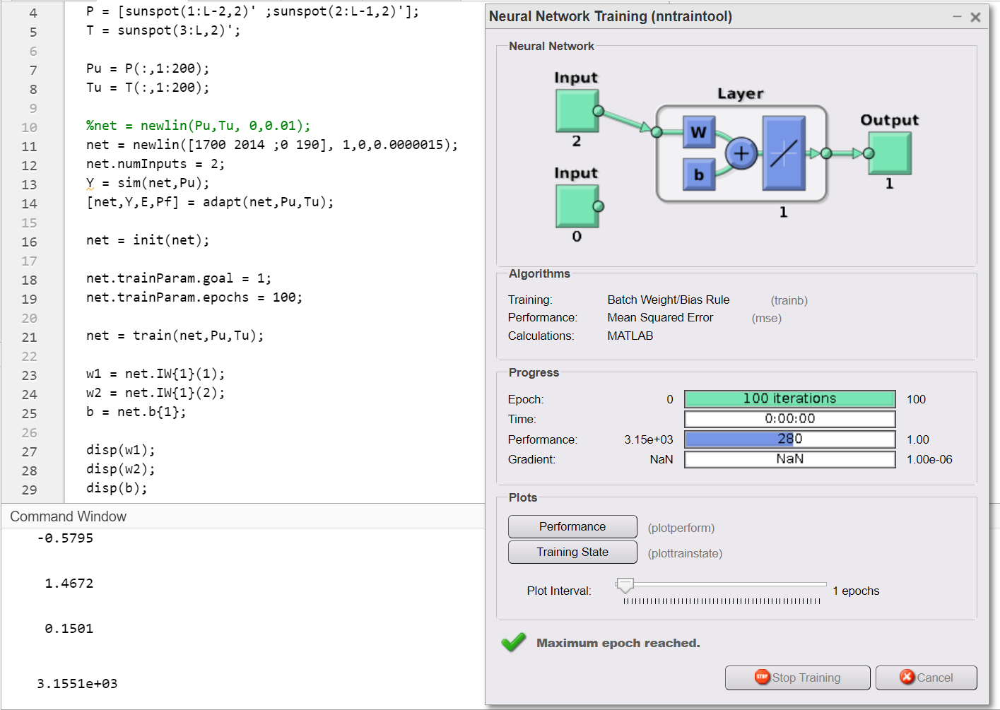 4 P = [sunspot(1:L-2,2)' ;sunspot(2:L-1,2)'];
5 T = sunspot(3:L,2)';
6
7 Pu = P(:,1:200);
8 Tu = T(:,1:200);
9
10 %net = newlin(Pu,Tu, 0,0.01);
11 net = newlin([1700 2014 ;0 190], 1,0,0.0000015);
12 net.numInputs = 2;
13 Y = sim(net,Pu);
14 [net,Y,E,Pf] = adapt(net,Pu,Tu);
15
16 net = init(net);
17
18 net.trainParam.goal = 1;
19 net.trainParam.epochs = 100;
20
21 net = train(net,Pu,Tu);
22
23 w1 = net.IW{1}(1);
24 w2 = net.IW{1}(2);
25 b = net.b{1};
26
27 disp(w1);
28 disp(w2);
29 disp(b);
Command Window
-0.5795
1.4672
0.1501
3.1551e+03
Neural Network Training (nntraintool)
Neural Network
Input
2
Input
0
Layer
W
b
+
1
Output
1
Algorithms
Training: Batch Weight/Bias Rule (trainb)
Performance: Mean Squared Error (mse)
Calculations: MATLAB
Progress
Epoch: 0 100 iterations 100
Time: 0:00:00
Performance: 3.15e+03 280 1.00
Gradient: NaN NaN 1.00e-06
Plots
Performance (plotperform)
Training State (plottrainstate)
Plot Interval: 1 epochs
Maximum epoch reached.
STOP Stop Training Cancel